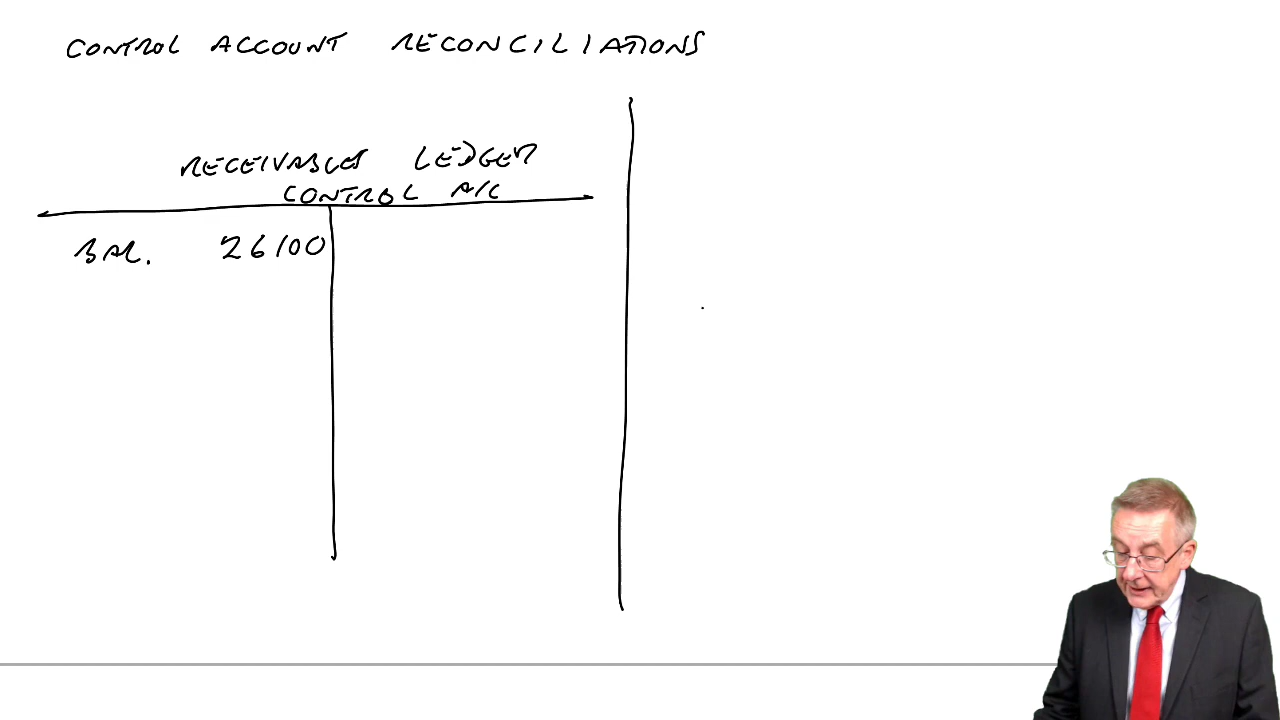 CONTROL ACCOUNT RECONCILIATIONS
RECEIVABLES LEDGER
CONTROL A/C
BAL. 26100